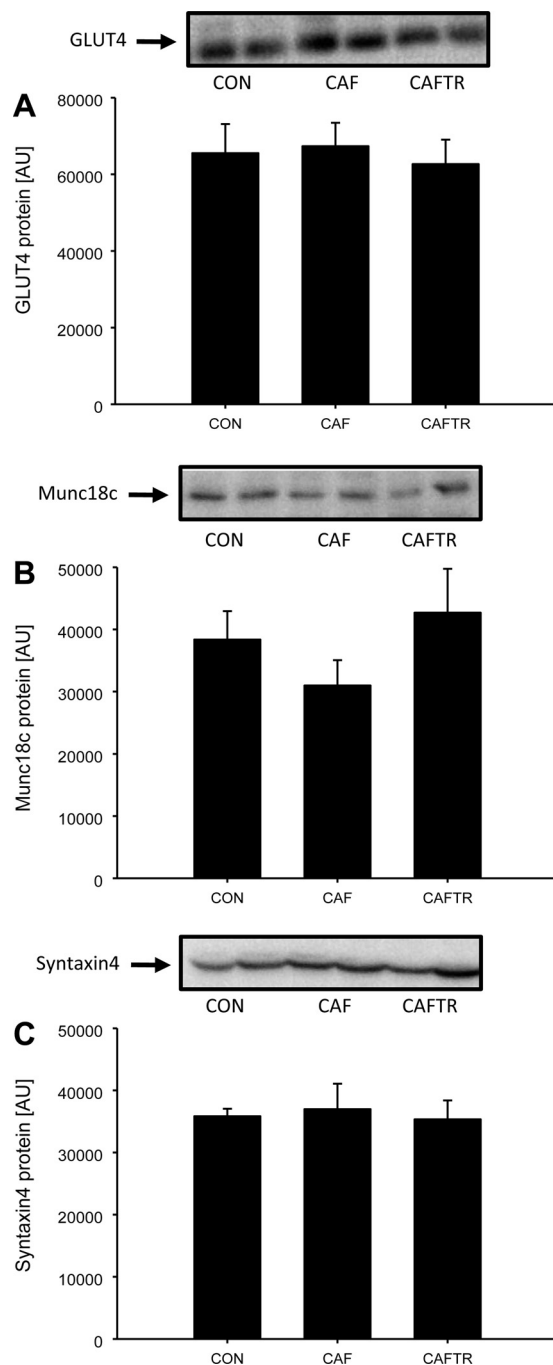 GLUT4
CON CAF CAFTR
A
80000
60000
40000
20000
0
GLUT4 protein [AU]
CON CAF CAFTR
Munc18c
CON CAF CAFTR
B
50000
40000
30000
20000
10000
0
Munc18c protein [AU]
CON CAF CAFTR
Syntaxin4
CON CAF CAFTR
C
50000
40000
30000
20000
10000
0
Syntaxin4 protein [AU]
CON CAF CAFTR